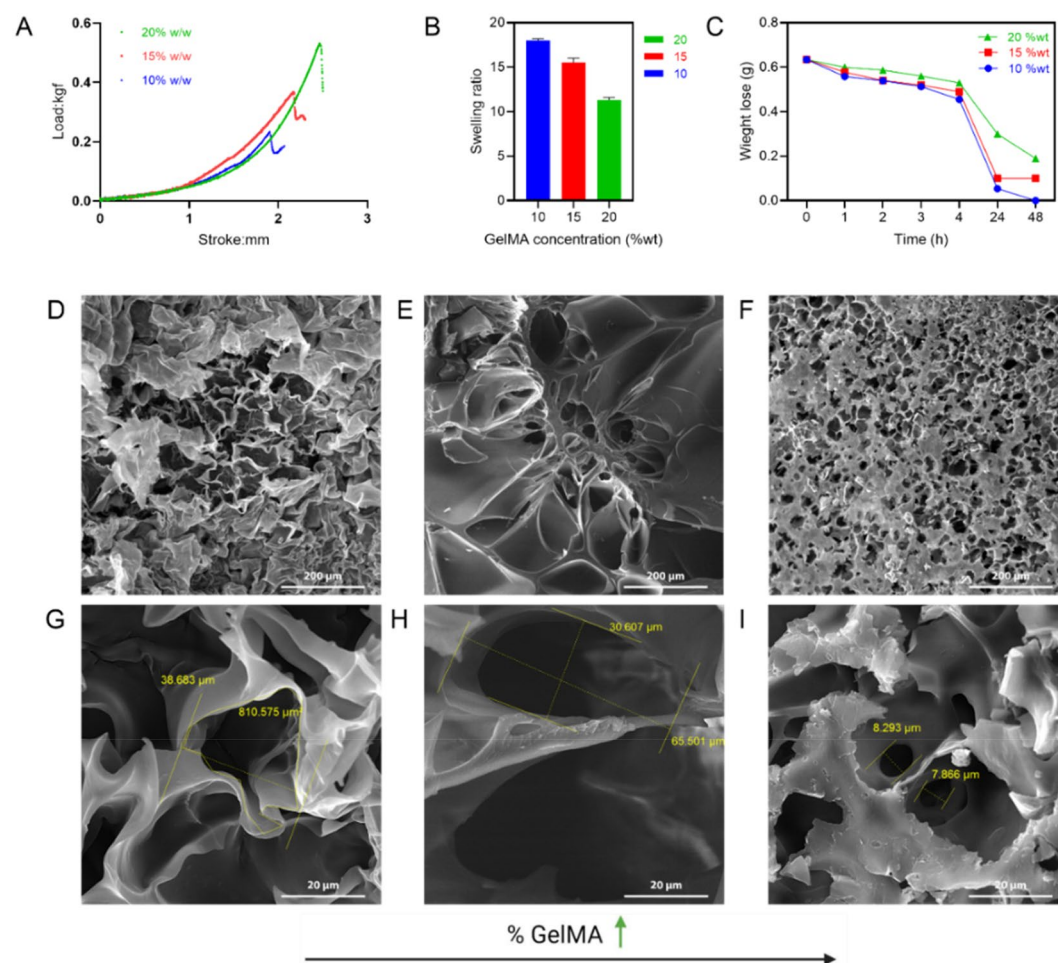 A
Load:kgf
0.6
0.4
0.2
0.0
20% w/w
15% w/w
10% w/w
0 1 2 3
Stroke:mm
B
Swelling ratio
20
15
10
5
0
20
15
10
10 15 20
GelMA concentration (%wt)
C
Wieght lose (g)
0.8
0.6
0.4
0.2
0.0
20 %wt
15 %wt
10 %wt
0 1 2 3 4 24 48
Time (h)
D
200 µm
E
200 µm
F
200 µm
G
38.683 µm
810.575 µm
20 µm
H
30.607 µm
65.501 µm
20 µm
I
8.293 µm
7.866 µm
20 µm
% GelMA